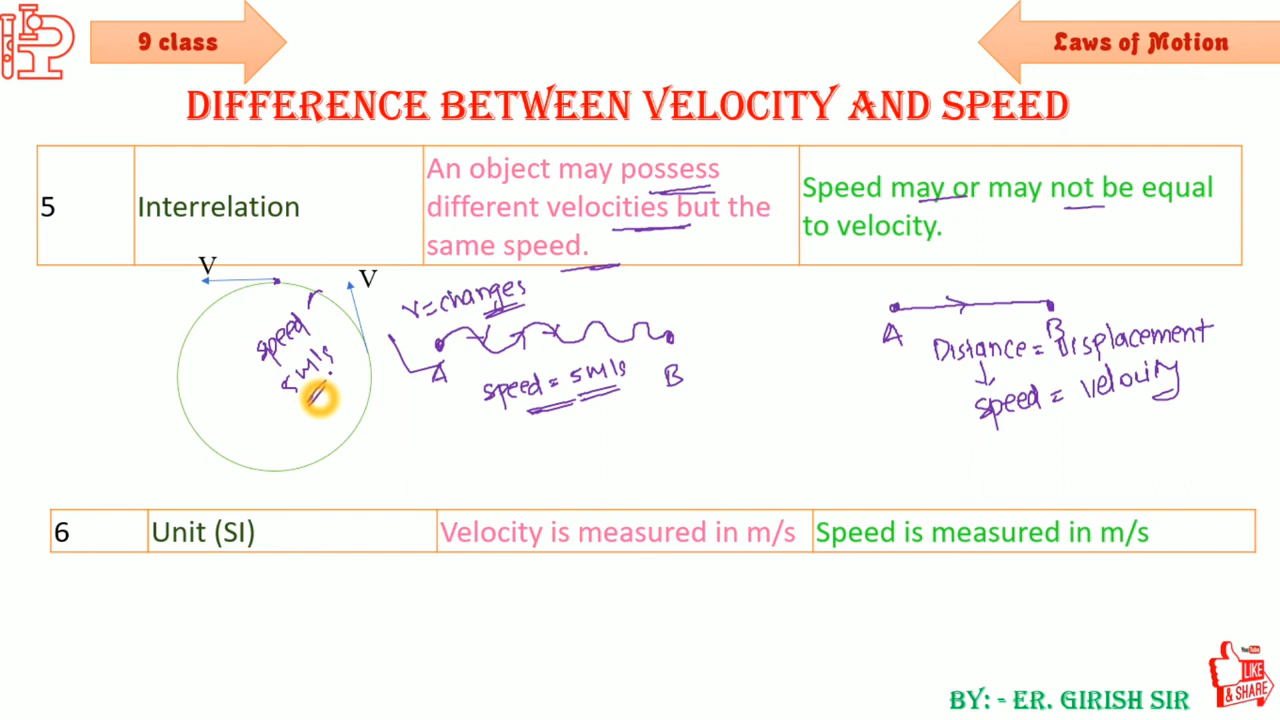 9 class
Laws of Motion
DIFFERENCE BETWEEN VELOCITY AND SPEED
5
Interrelation
An object may possess
different velocities but the
same speed.
Speed may or may not be equal
to velocity.
V
V
speed
5 m/s
V = changes
A
B
speed = 5 m/s
A
B
Distance = Displacement
speed = velocity
6
Unit (SI)
Velocity is measured in m/s
Speed is measured in m/s
BY: - ER. GIRISH SIR
YouTube
LIKE
& SHARE